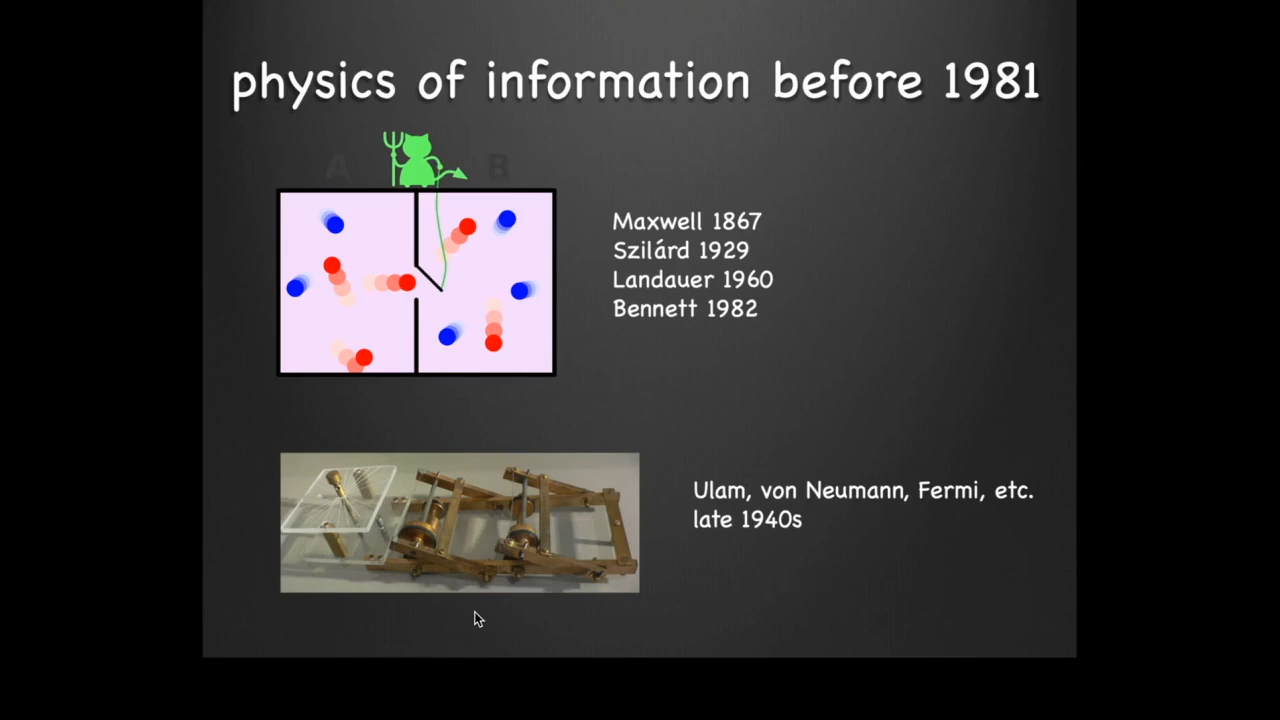 physics of information before 1981
A B
Maxwell 1867
Szilárd 1929
Landauer 1960
Bennett 1982
Ulam, von Neumann, Fermi, etc.
late 1940s